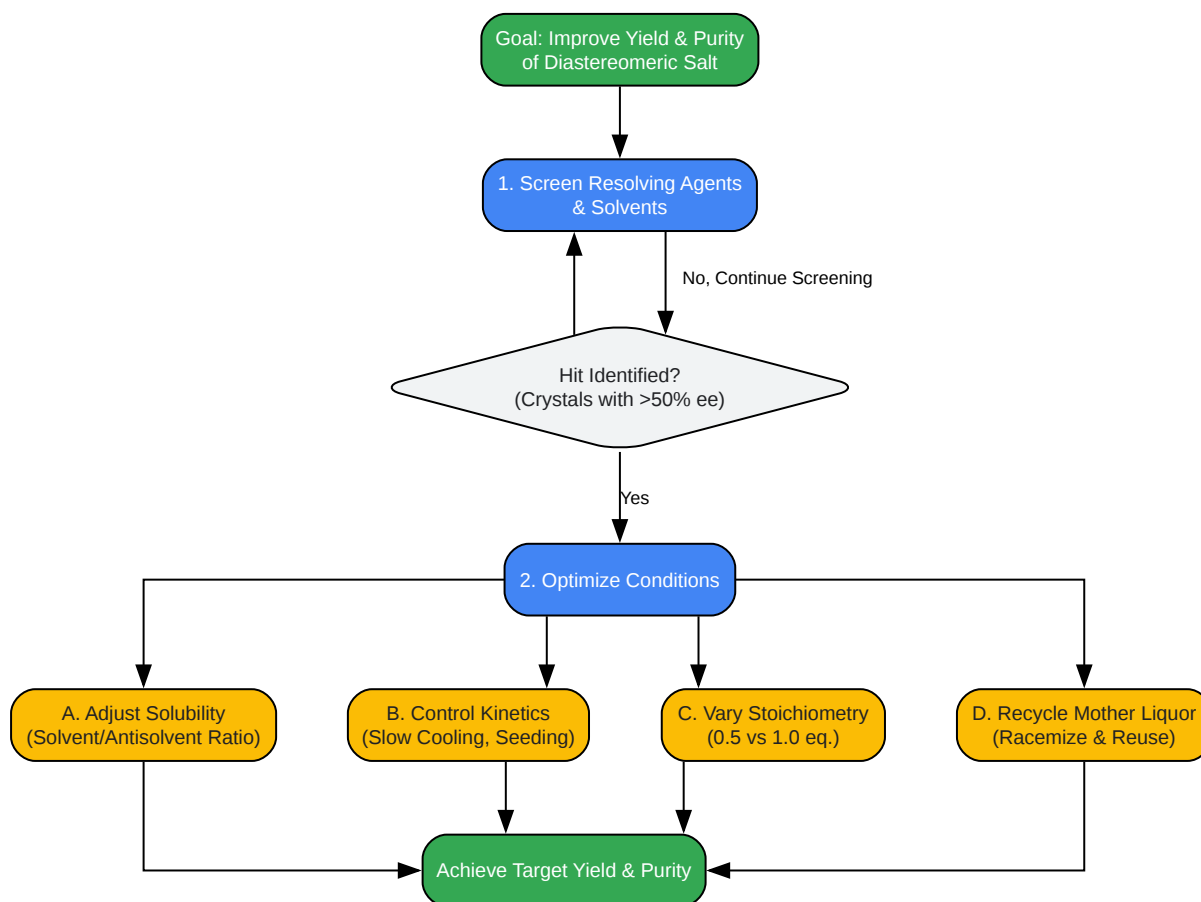 Goal: Improve Yield & Purity
of Diastereomeric Salt
1. Screen Resolving Agents
& Solvents
No, Continue Screening
Hit Identified?
(Crystals with >50% ee)
Yes
2. Optimize Conditions
A. Adjust Solubility
(Solvent/Antisolvent Ratio)
B. Control Kinetics
(Slow Cooling, Seeding)
C. Vary Stoichiometry
(0.5 vs 1.0 eq.)
D. Recycle Mother Liquor
(Racemize & Reuse)
Achieve Target Yield & Purity